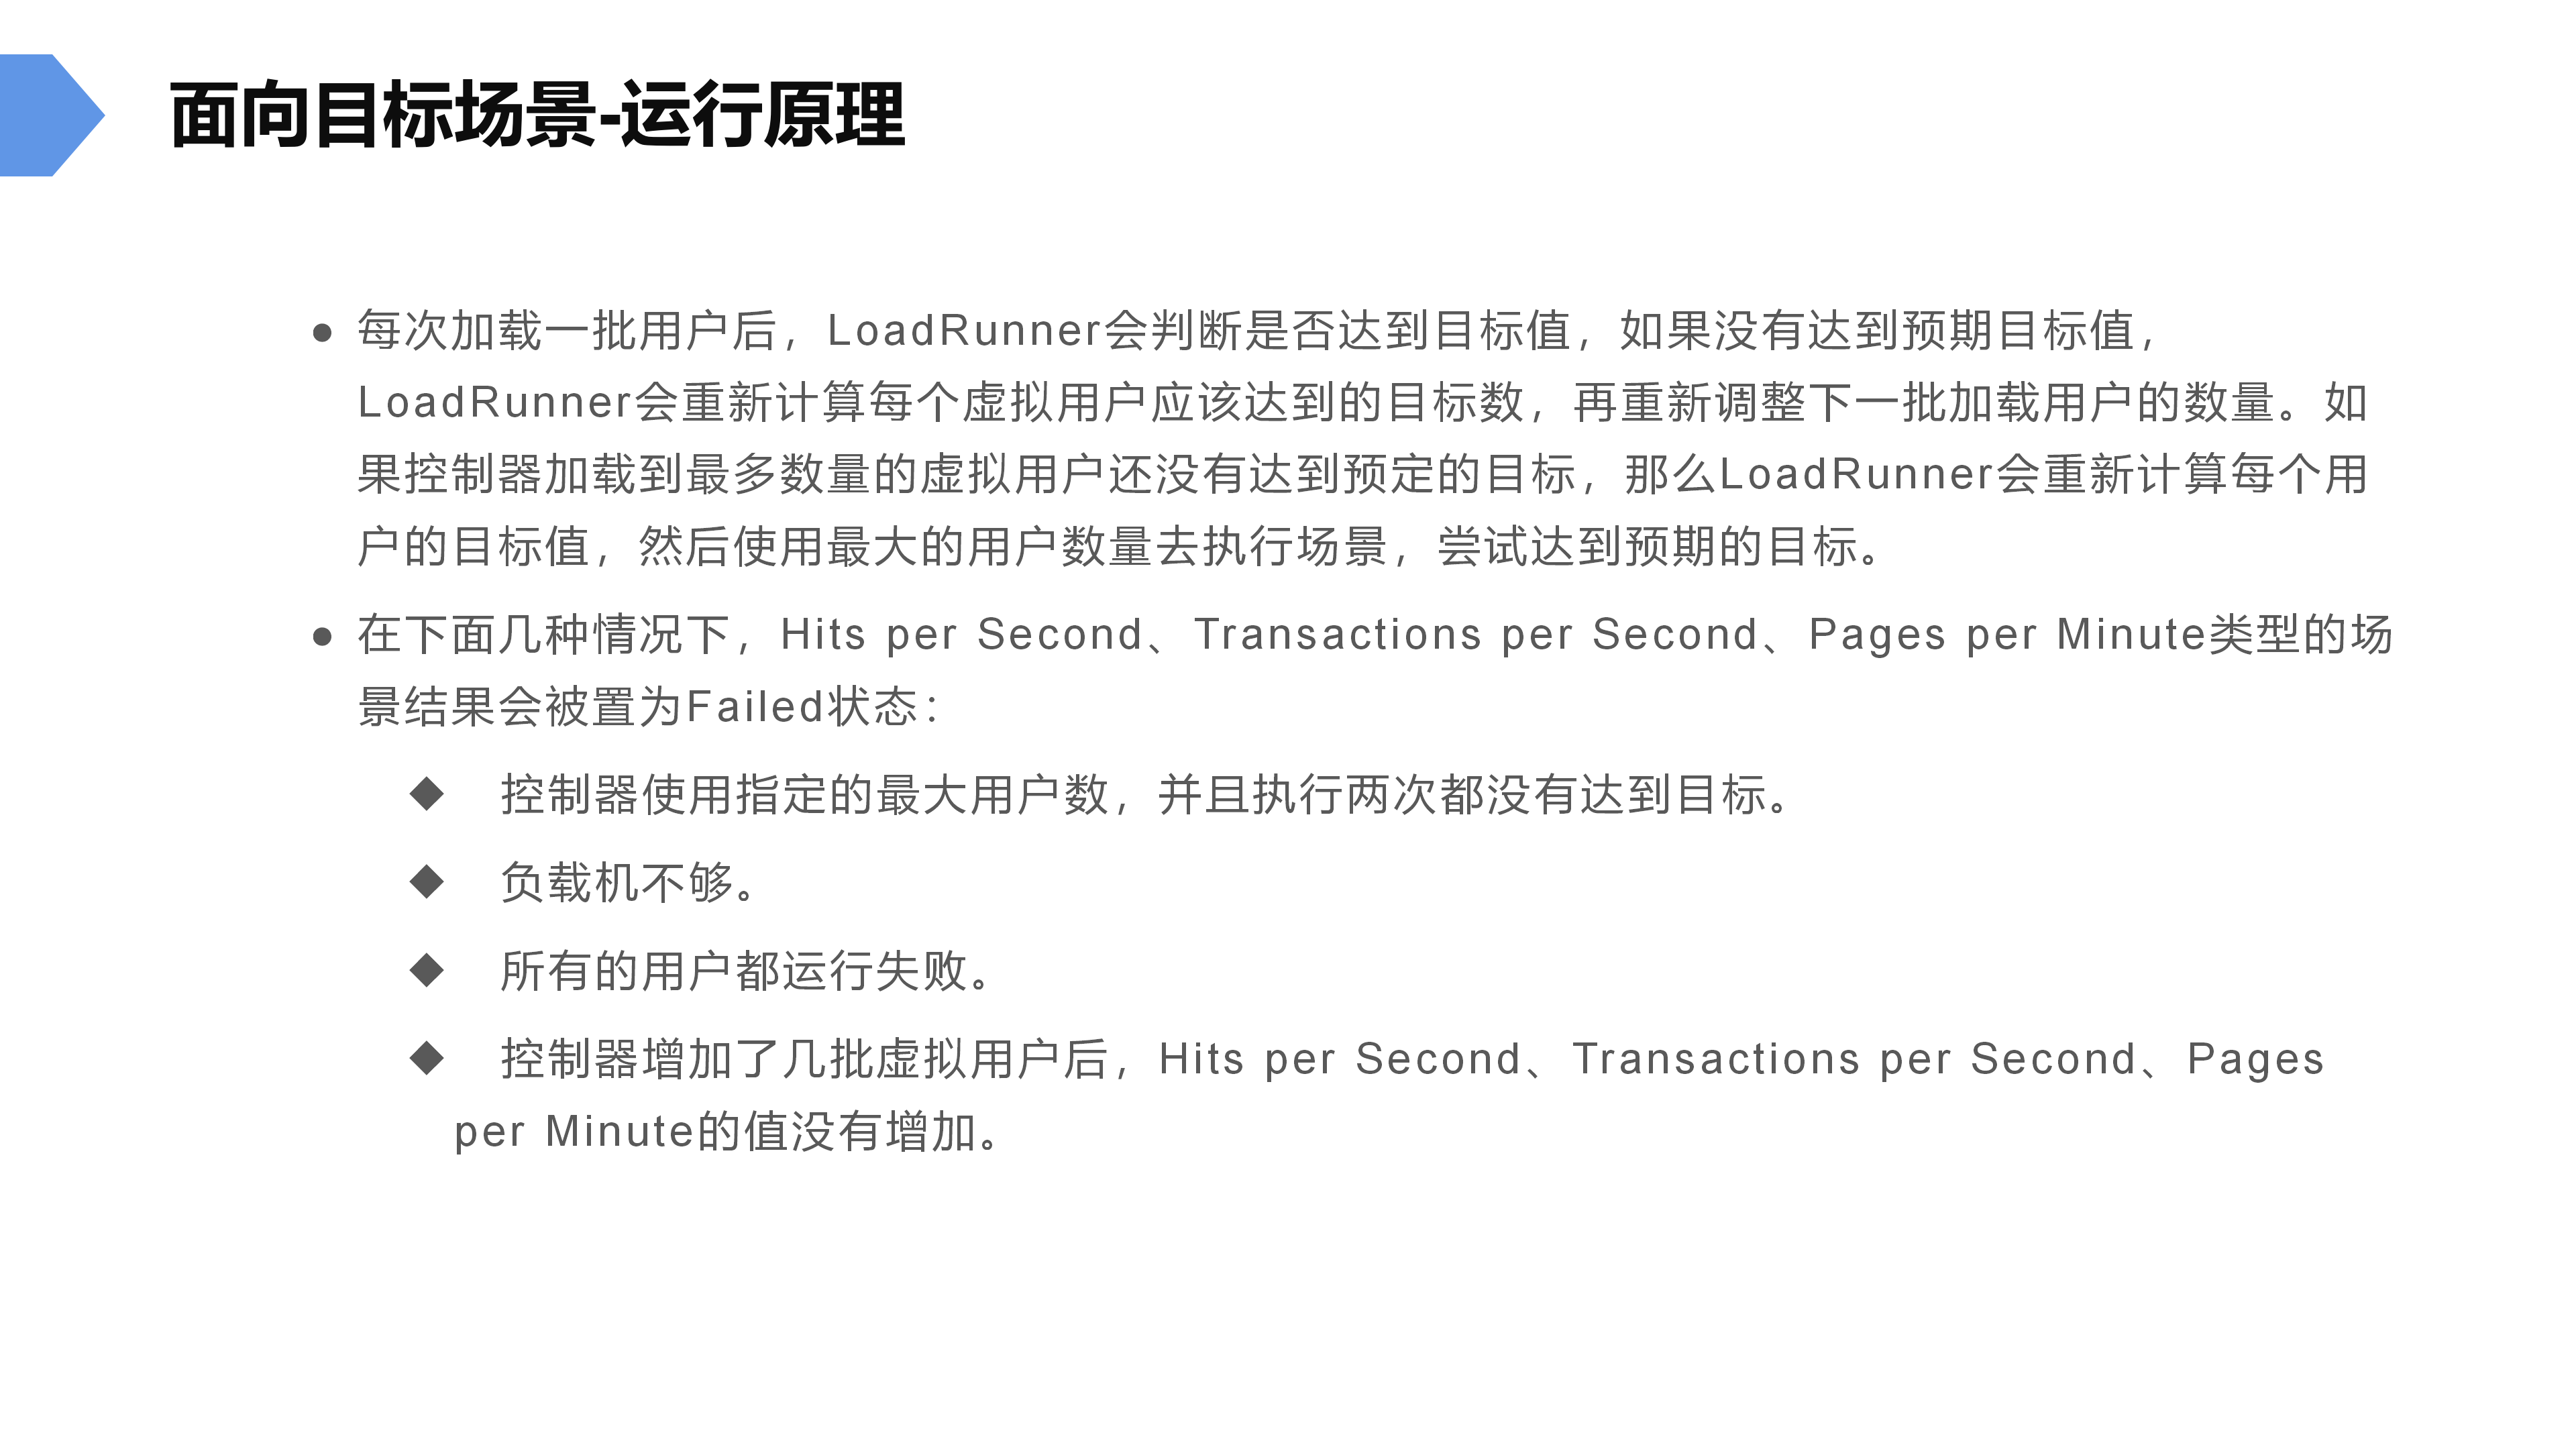 面向目标场景-运行原理
● 每次加载一批用户后，LoadRunner会判断是否达到目标值，如果没有达到预期目标值，
LoadRunner会重新计算每个虚拟用户应该达到的目标数，再重新调整下一批加载用户的数量。如
果控制器加载到最多数量的虚拟用户还没有达到预定的目标，那么LoadRunner会重新计算每个用
户的目标值，然后使用最大的用户数量去执行场景，尝试达到预期的目标。
● 在下面几种情况下，Hits per Second、Transactions per Second、Pages per Minute类型的场
景结果会被置为Failed状态：
◆ 控制器使用指定的最大用户数，并且执行两次都没有达到目标。
◆ 负载机不够。
◆ 所有的用户都运行失败。
◆ 控制器增加了几批虚拟用户后，Hits per Second、Transactions per Second、Pages
per Minute的值没有增加。